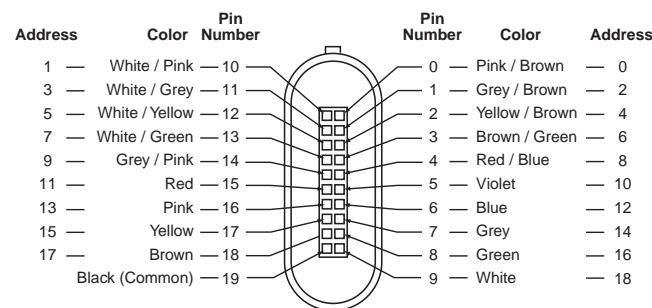 Pin Pin
Address Color Number Number Color Address
1 — White / Pink — 10 0 — Pink / Brown — 0
3 — White / Grey — 11 1 — Grey / Brown — 2
5 — White / Yellow — 12 2 — Yellow / Brown — 4
7 — White / Green — 13 3 — Brown / Green — 6
9 — Grey / Pink — 14 4 — Red / Blue — 8
11 — Red — 15 5 — Violet — 10
13 — Pink — 16 6 — Blue — 12
15 — Yellow — 17 7 — Grey — 14
17 — Brown — 18 8 — Green — 16
Black (Common) — 19 9 — White — 18